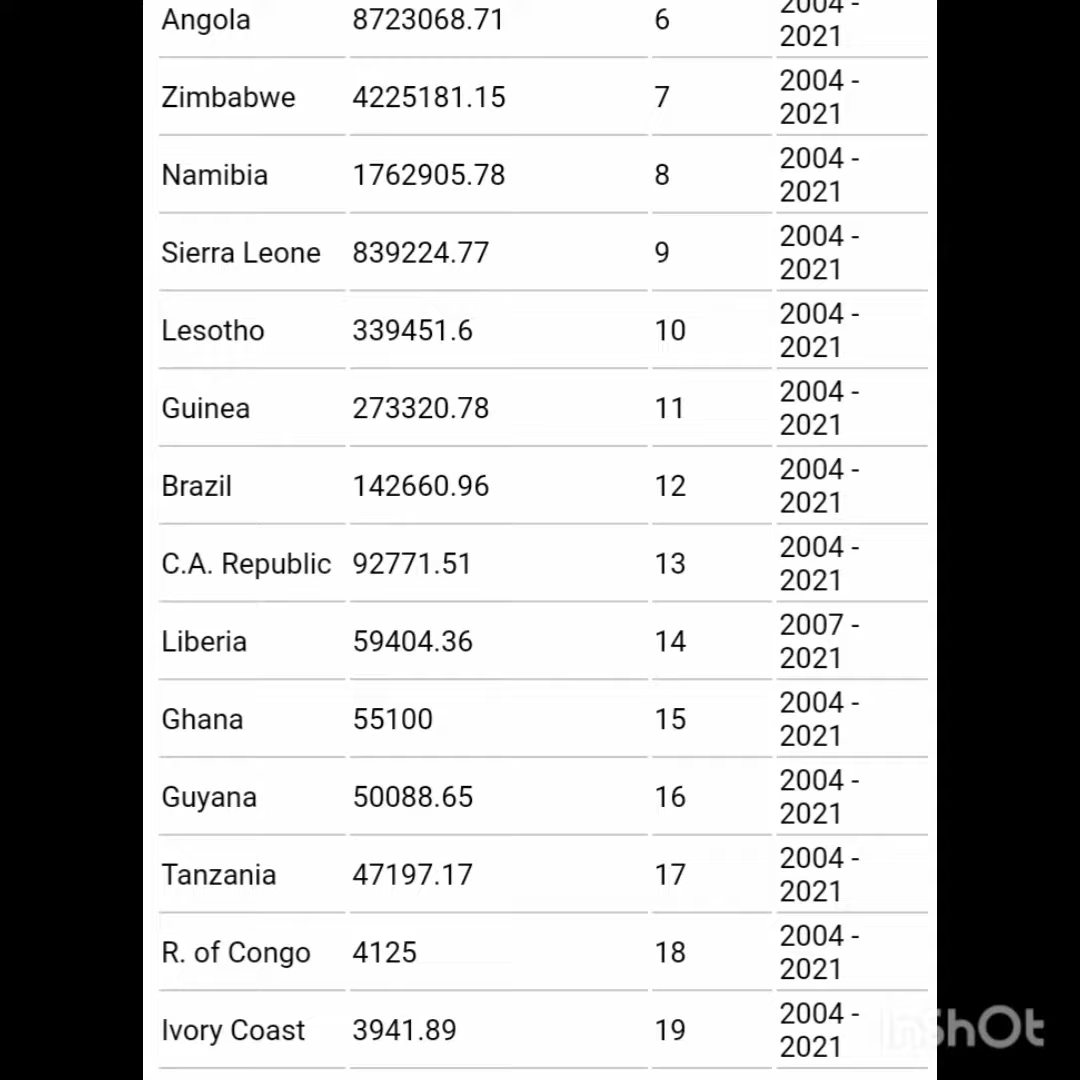 Angola 8723068.71 6 2004 -
2021
Zimbabwe 4225181.15 7 2004 -
2021
Namibia 1762905.78 8 2004 -
2021
Sierra Leone 839224.77 9 2004 -
2021
Lesotho 339451.6 10 2004 -
2021
Guinea 273320.78 11 2004 -
2021
Brazil 142660.96 12 2004 -
2021
C.A. Republic 92771.51 13 2004 -
2021
Liberia 59404.36 14 2007 -
2021
Ghana 55100 15 2004 -
2021
Guyana 50088.65 16 2004 -
2021
Tanzania 47197.17 17 2004 -
2021
R. of Congo 4125 18 2004 -
2021
Ivory Coast 3941.89 19 2004 -
2021
InShOt